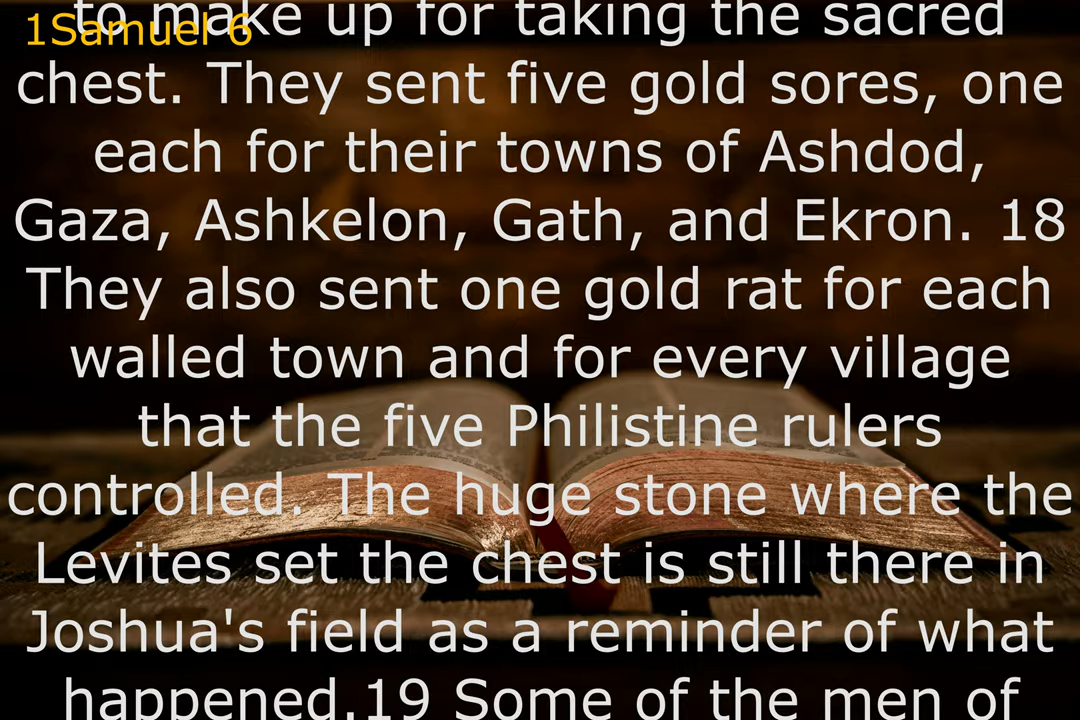 1Samuel 6
to make up for taking the sacred
chest. They sent five gold sores, one
each for their towns of Ashdod,
Gaza, Ashkelon, Gath, and Ekron. 18
They also sent one gold rat for each
walled town and for every village
that the five Philistine rulers
controlled. The huge stone where the
Levites set the chest is still there in
Joshua's field as a reminder of what
happened.19 Some of the men of